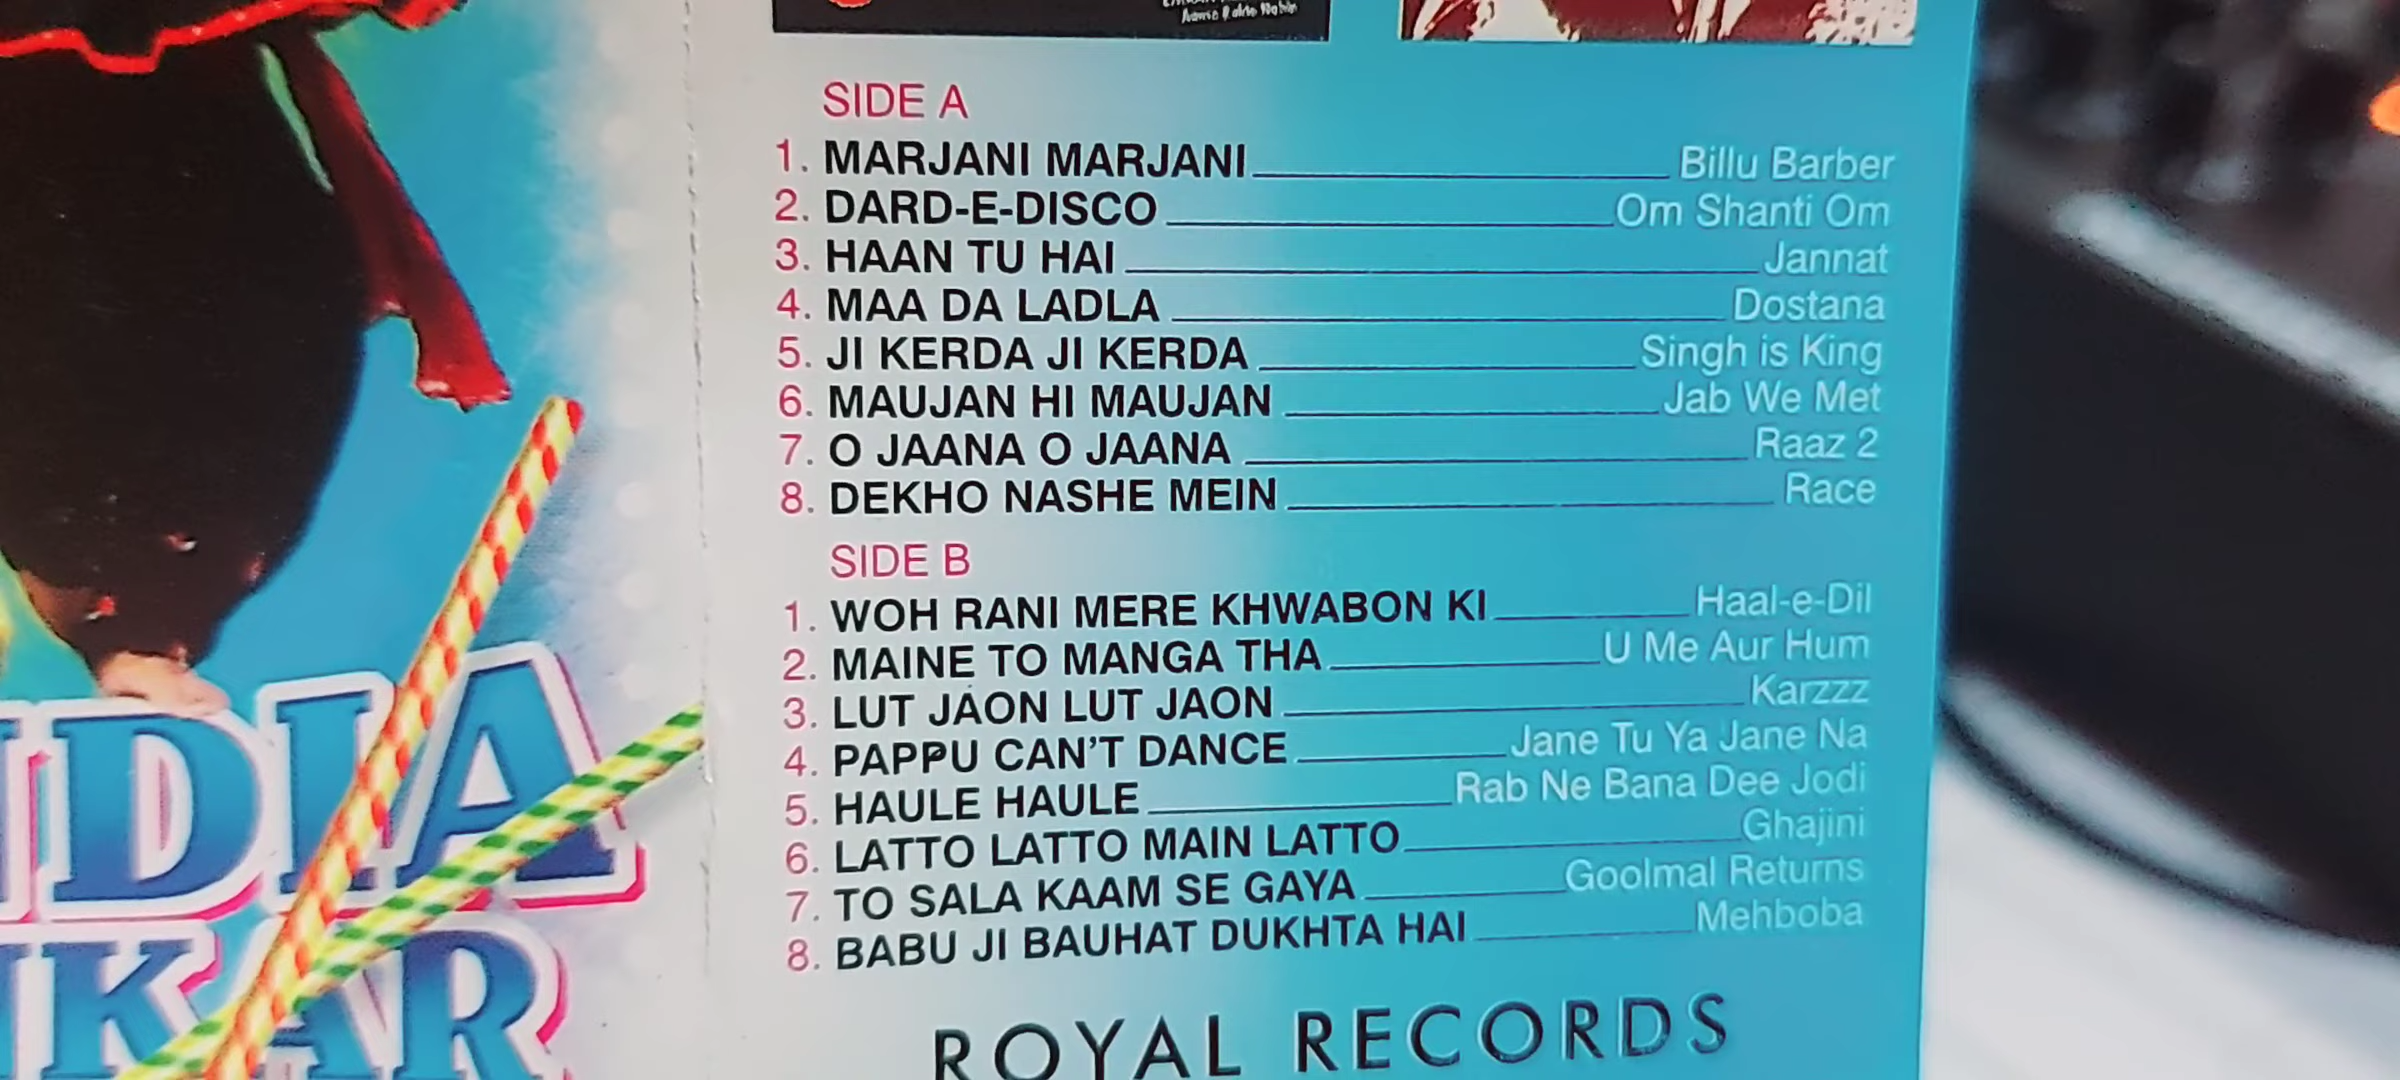 SIDE A
1. MARJANI MARJANI Billu Barber
2. DARD-E-DISCO Om Shanti Om
3. HAAN TU HAI Jannat
4. MAA DA LADLA Dostana
5. JI KERDA JI KERDA Singh is King
6. MAUJAN HI MAUJAN Jab We Met
7. O JAANA O JAANA Raaz 2
8. DEKHO NASHE MEIN Race
SIDE B
1. WOH RANI MERE KHWABON KI Haal-e-Dil
2. MAINE TO MANGA THA U Me Aur Hum
3. LUT JAON LUT JAON Karzzz
4. PAPPU CAN'T DANCE Jane Tu Ya Jane Na
5. HAULE HAULE Rab Ne Bana Dee Jodi
6. LATTO LATTO MAIN LATTO Ghajini
7. TO SALA KAAM SE GAYA Goolmal Returns
8. BABU JI BAUHAT DUKHTA HAI Mehboba
ROYAL RECORDS